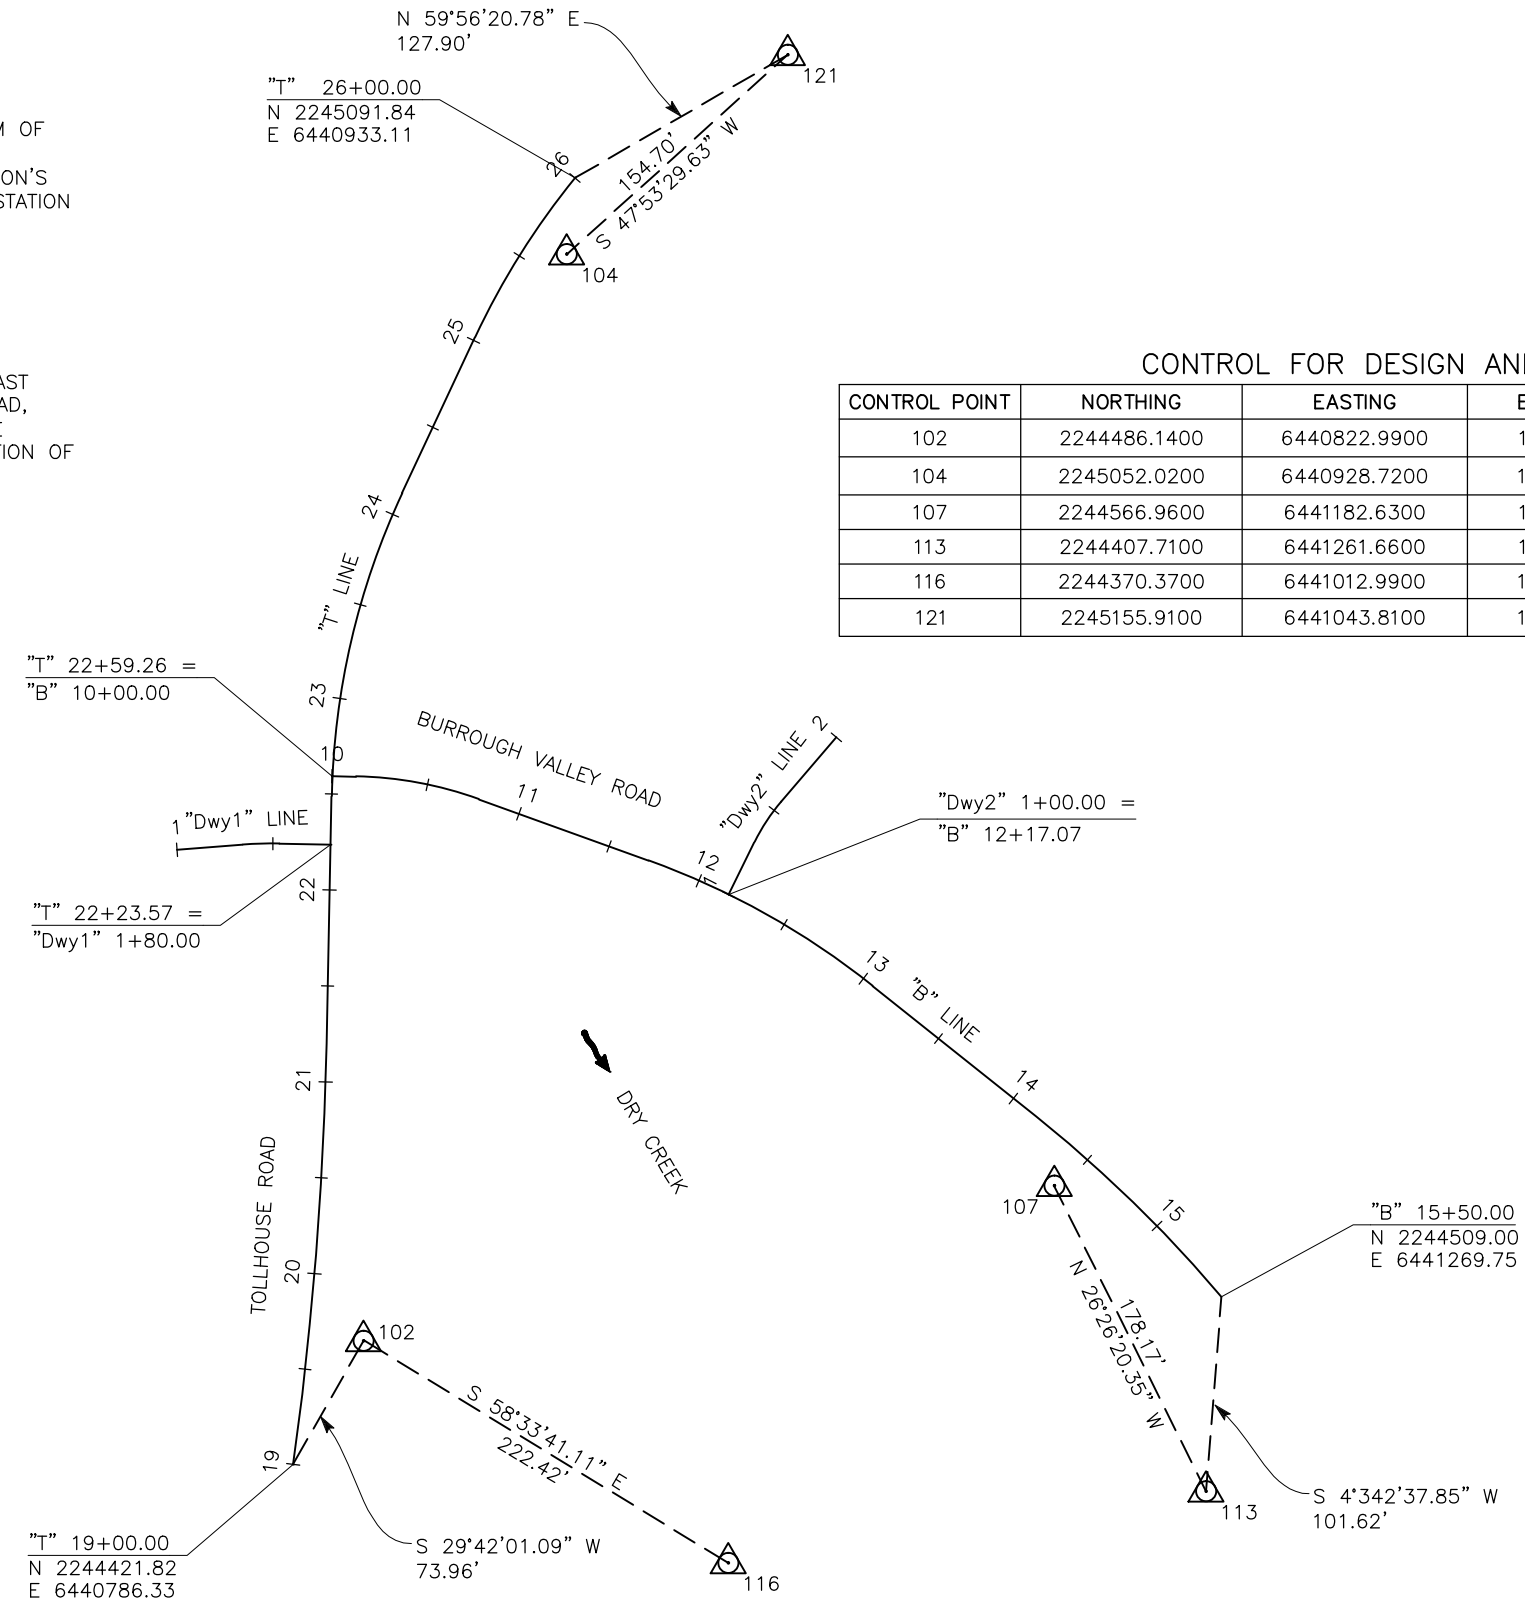 N 59°56'20.78" E
127.90'
121
"T" 26+00.00
N 2245091.84
E 6440933.11
OF
ON'S
STATION
26
154.70'
S 47°53'29.63" W
104
25
AST
AD,
TION OF
CONTROL FOR DESIGN
CONTROL POINT NORTHING EASTING
102 2244486.1400 6440822.9900
104 2245052.0200 6440928.7200
107 2244566.9600 6441182.6300
113 2244407.7100 6441261.6600
116 2244370.3700 6441012.9900
121 2245155.9100 6441043.8100
24
"T" LINE
"T" 22+59.26 =
"B" 10+00.00
23
10
BURROUGH VALLEY ROAD
11
"Dwy2" LINE 2
"Dwy2" 1+00.00 =
"B" 12+17.07
1 "Dwy1" LINE
12
1
22
"T" 22+23.57 =
"Dwy1" 1+80.00
13
"B" LINE
21
14
DRY CREEK
TOLLHOUSE ROAD
107
15
"B" 15+50.00
N 2244509.00
E 6441269.75
20
102
178.17'
N 26°26'20.35" W
S 58°33'41.11" E
222.42'
19
S 4°342'37.85" W
101.62'
113
"T" 19+00.00
N 2244421.82
E 6440786.33
S 29°42'01.09" W
73.96'
116